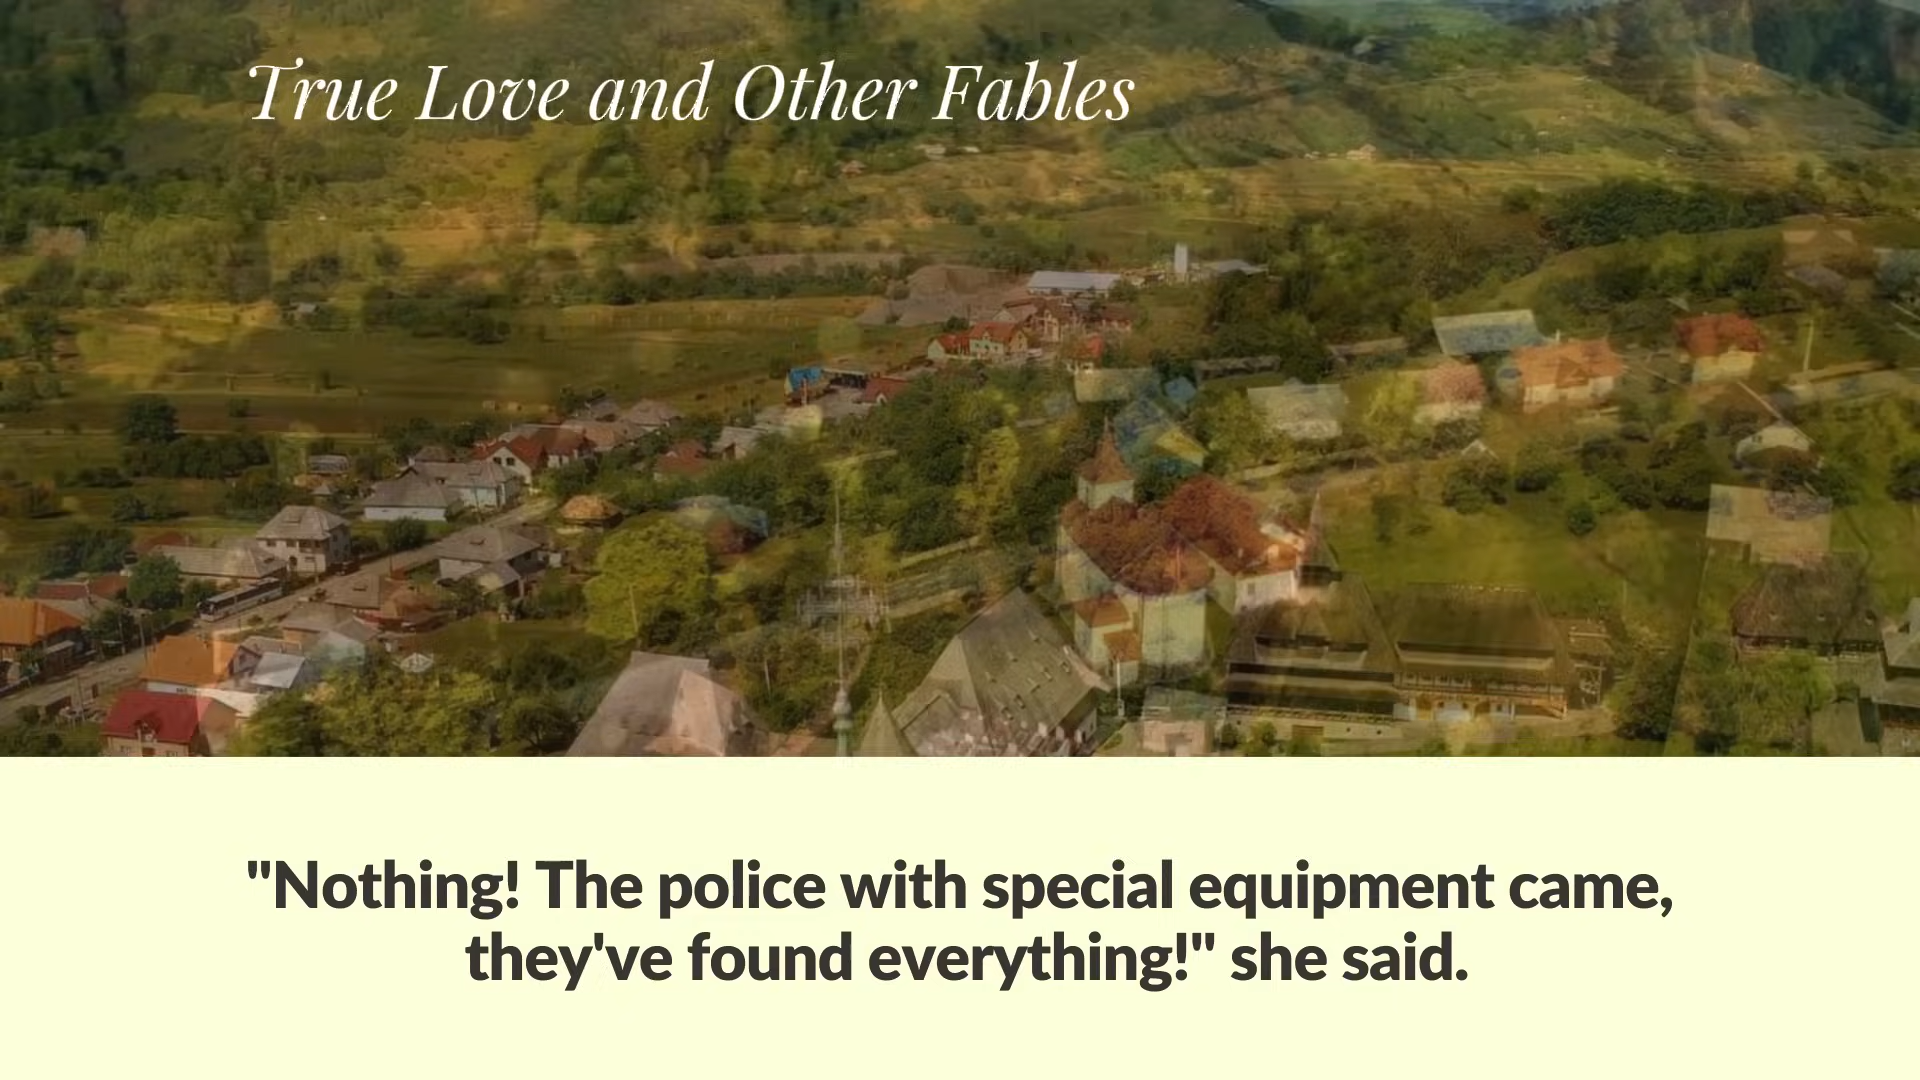 True Love and Other Fables
"Nothing! The police with special equipment came,
they've found everything!" she said.